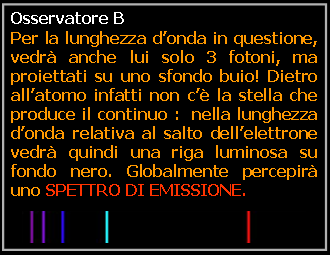 Osservatore B
Per la lunghezza d'onda in questione,
vedrà anche lui solo 3 fotoni, ma
proiettati su uno sfondo buio! Dietro
all'atomo infatti non c'è la stella che
produce il continuo : nella lunghezza
d'onda relativa al salto dell'elettrone
vedrà quindi una riga luminosa su
fondo nero. Globalmente percepirà
uno SPETTRO DI EMISSIONE.